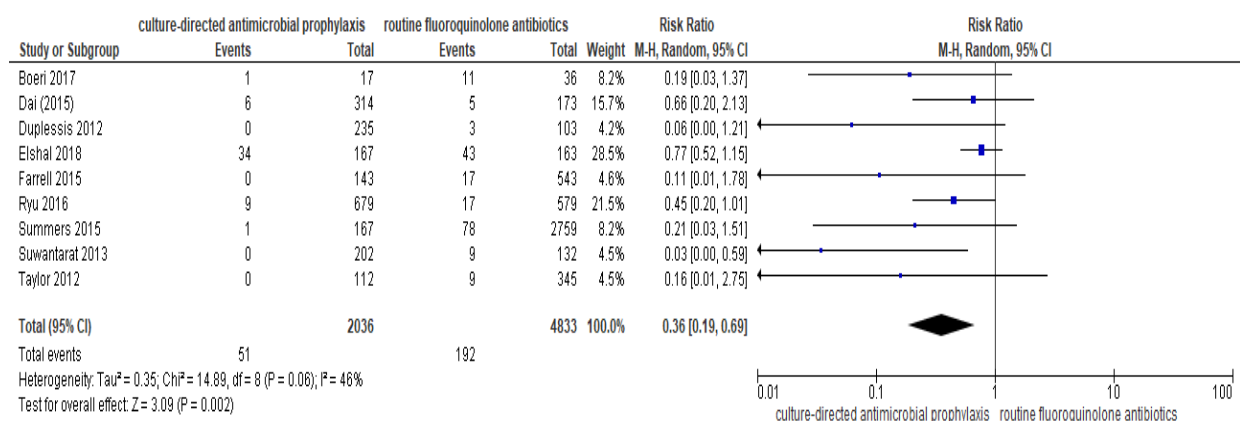 culture-directed antimicrobial prophylaxis routine fluoroquinolone antibiotics Risk Ratio Risk Ratio
Study or Subgroup Events Total Events Total Weight M-H, Random, 95% CI M-H, Random, 95% CI
Boeri 2017 1 17 11 36 8.2% 0.19 [0.03, 1.37]
Dai (2015) 6 314 5 173 15.7% 0.66 [0.20, 2.13]
Duplessis 2012 0 235 3 103 4.2% 0.06 [0.00, 1.21]
Elshal 2018 34 167 43 163 28.5% 0.77 [0.52, 1.15]
Farrell 2015 0 143 17 543 4.6% 0.11 [0.01, 1.78]
Ryu 2016 9 679 17 579 21.5% 0.45 [0.20, 1.01]
Summers 2015 1 167 78 2759 8.2% 0.21 [0.03, 1.51]
Suwantarat 2013 0 202 9 132 4.5% 0.03 [0.00, 0.59]
Taylor 2012 0 112 9 345 4.5% 0.16 [0.01, 2.75]
Total (95% CI) 2036 4833 100.0% 0.36 [0.19, 0.69]
Total events 51 192
Heterogeneity: Tau² = 0.35; Chi² = 14.89, df = 8 (P = 0.06); I² = 46%
Test for overall effect: Z = 3.09 (P = 0.002)
0.01 0.1 1 10 100
culture-directed antimicrobial prophylaxis routine fluoroquinolone antibiotics